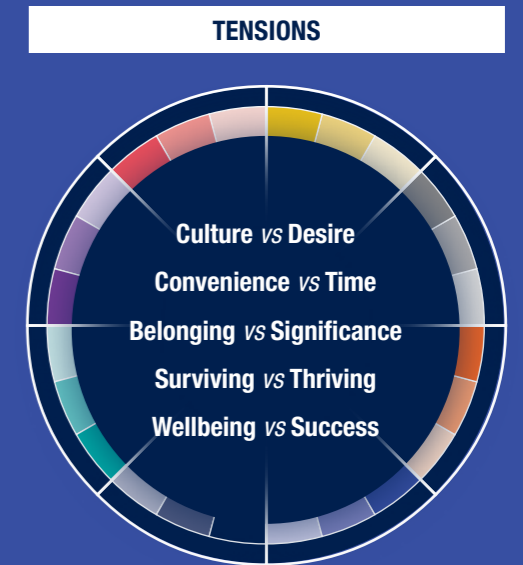 TENSIONS
Culture vs Desire
Convenience vs Time
Belonging vs Significance
Surviving vs Thriving
Wellbeing vs Success